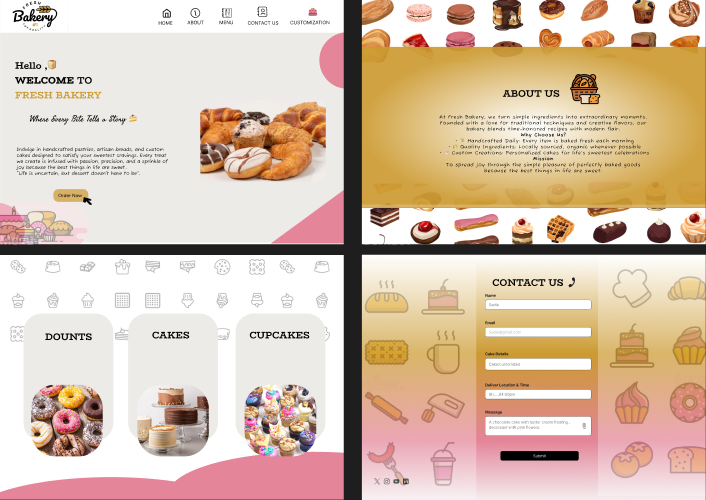 FRESH
Bakery
HOME
ABOUT
MENU
CONTACT US
CUSTOMIZATION
Hello ,
WELCOME TO
FRESH BAKERY
Where Every Bite Tells a Story
Indulge in handcrafted pastries, artisan breads, and custom
cakes designed to satisfy your sweetest cravings. Every treat
we create is infused with passion, precision, and a sprinkle of
joy because the best things in life are sweet.
"Life is uncertain, but dessert doesn't have to be".
Order Now
ABOUT US
At Fresh Bakery, we turn simple ingredients into extraordinary moments.
Founded with a love for traditional techniques and creative flavors, our
bakery blends time-honored recipes with modern flair.
Why Choose Us?
Handcrafted Daily: Every item is baked fresh each morning
Quality Ingredients: Locally sourced, organic whenever possible
Custom Creations: Personalized cakes for life's sweetest celebrations
Mission
To spread joy through the simple pleasure of perfectly baked goods
because the best things in life are sweet.
DOUNTS
CAKES
CUPCAKES
CONTACT US
Name
Email
Cake Details
Deliver Location & Time
Message
A chocolate cake with butter cream frosting,
decorated with pink flowers.
Submit